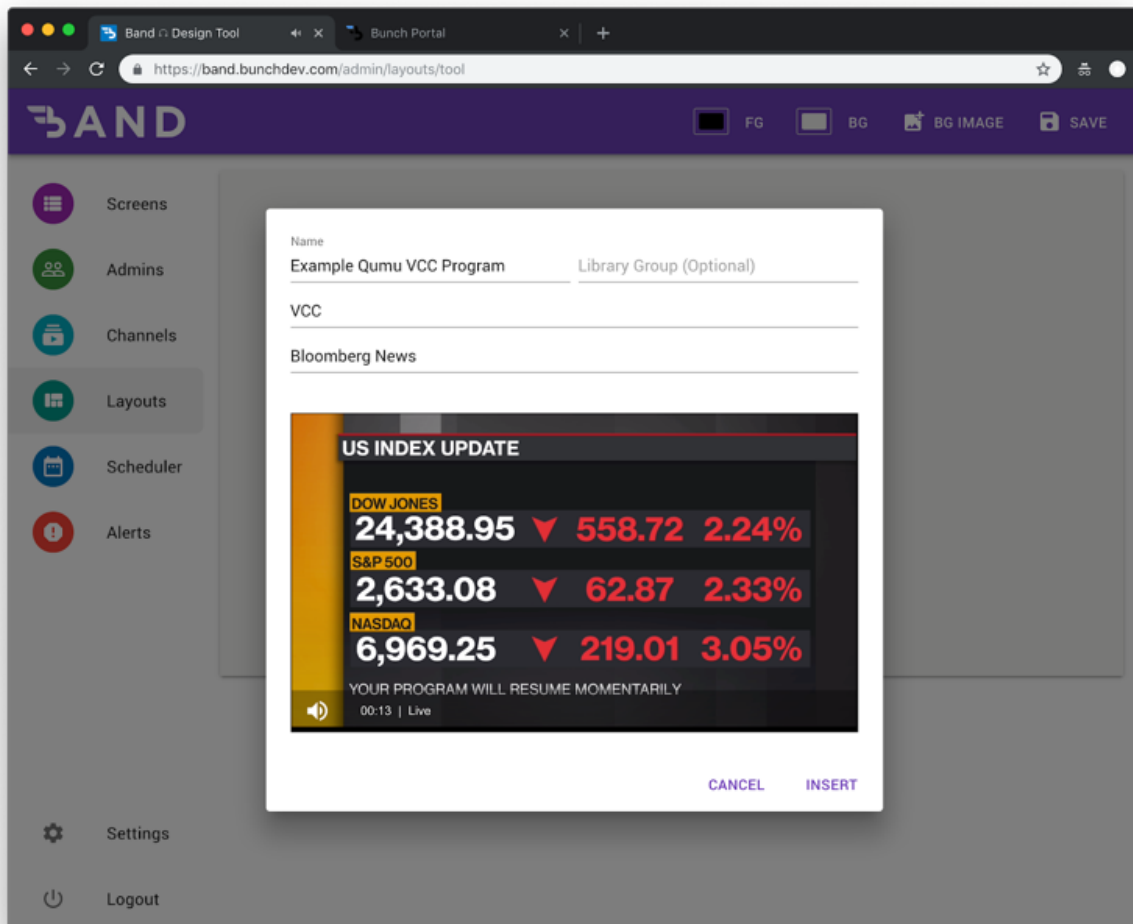 Band ∩ Design Tool
Bunch Portal
https://band.bunchdev.com/admin/layouts/tool
BAND
FG
BG
BG IMAGE
SAVE
Screens
Admins
Channels
Layouts
Scheduler
Alerts
Settings
Logout
Name
Example Qumu VCC Program
Library Group (Optional)
VCC
Bloomberg News
US INDEX UPDATE
DOW JONES
24,388.95 558.72 2.24%
S&P 500
2,633.08 62.87 2.33%
NASDAQ
6,969.25 219.01 3.05%
YOUR PROGRAM WILL RESUME MOMENTARILY
00:13 | Live
CANCEL
INSERT